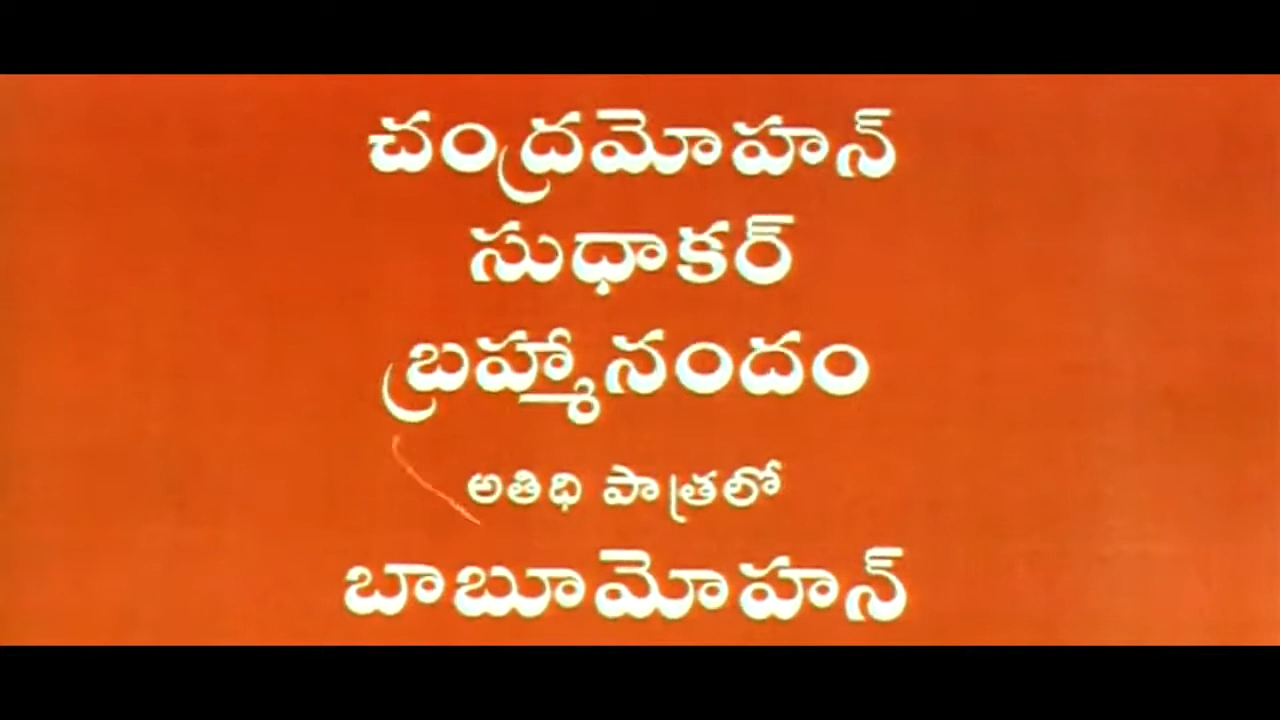 చంద్రమోహన్
సుధాకర్
బ్రహ్మానందం
అతిధి పాత్రలో
బాబూమోహన్